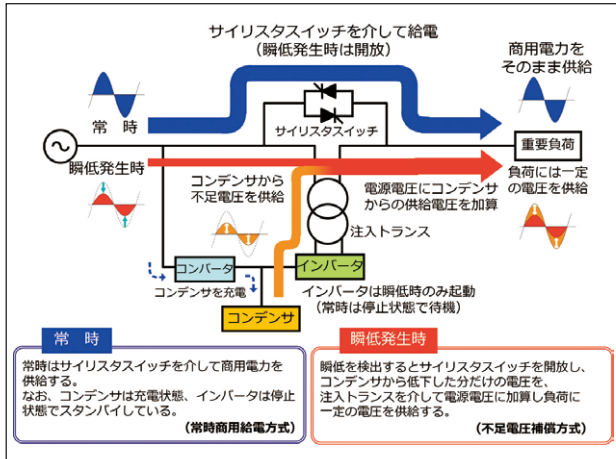 サイリスタスイッチを介して給電
(瞬低発生時は開放)
商用電力を
そのまま供給
常 時
サイリスタスイッチ
重要負荷
瞬低発生時
コンデンサから
不足電圧を供給
電源電圧にコンデンサ
からの供給電圧を加算
負荷には一定
の電圧を供給
注入トランス
コンバータ
インバータ
コンデンサを充電
インバータは瞬低時のみ起動
(常時は停止状態で待機)
コンデンサ
常 時
常時はサイリスタスイッチを介して商用電力を
供給する。
なお、コンデンサは充電状態、インバータは停止
状態でスタンバイしている。
(常時商用給電方式)
瞬低発生時
瞬低を検出するとサイリスタスイッチを開放し、
コンデンサから低下した分だけの電圧を、
注入トランスを介して電源電圧に加算し負荷に
一定の電圧を供給する。
(不足電圧補償方式)